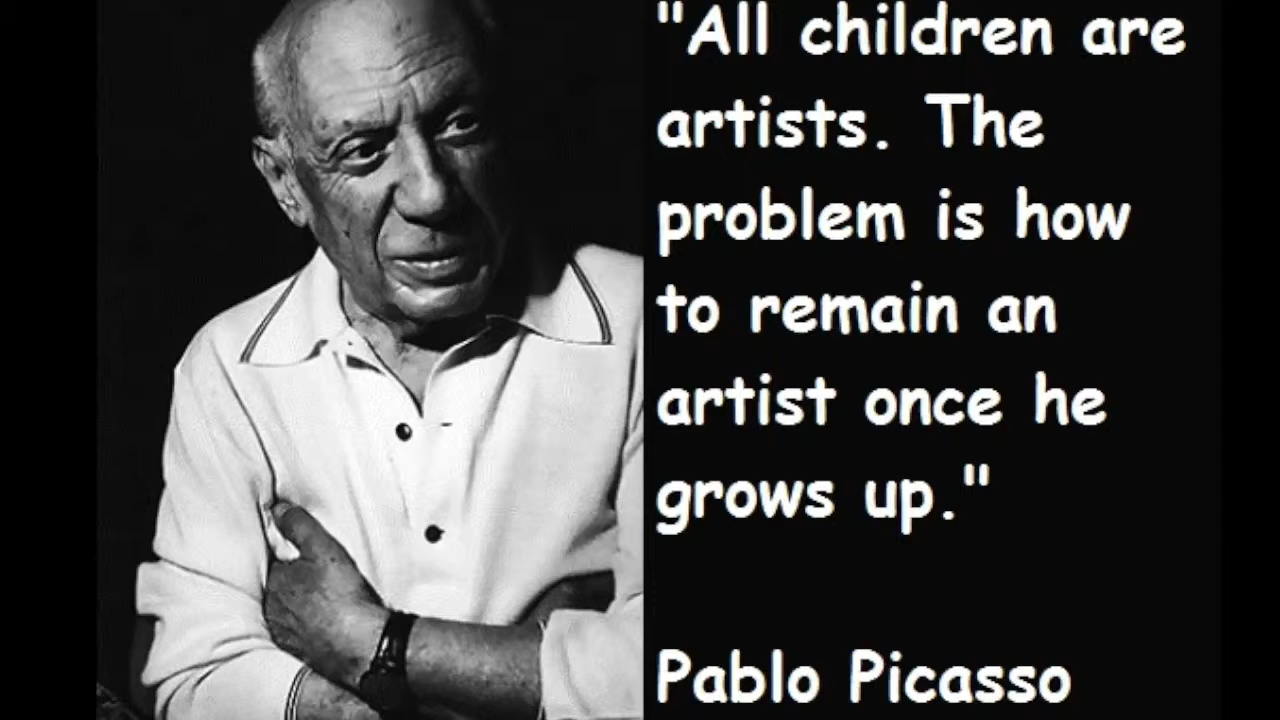 "All children are
artists. The
problem is how
to remain an
artist once he
grows up."
Pablo Picasso